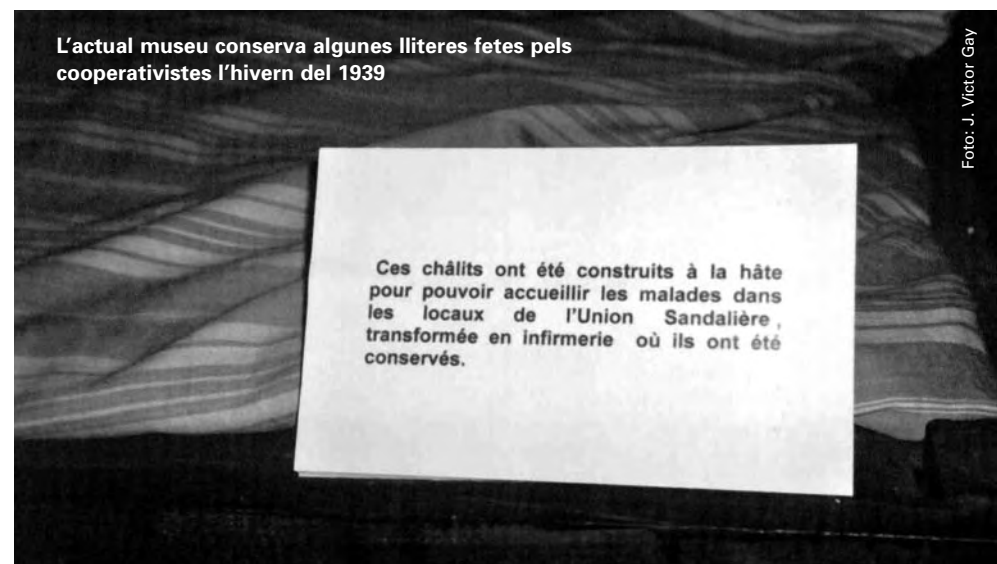 L'actual museu conserva algunes lliteres fetes pels
cooperativistes l'hivern del 1939
Foto: J. Victor Gay
Ces châlits ont été construits à la hâte
pour pouvoir accueillir les malades dans
les locaux de l'Union Sandalière,
transformée en infirmerie où ils ont été
conservés.